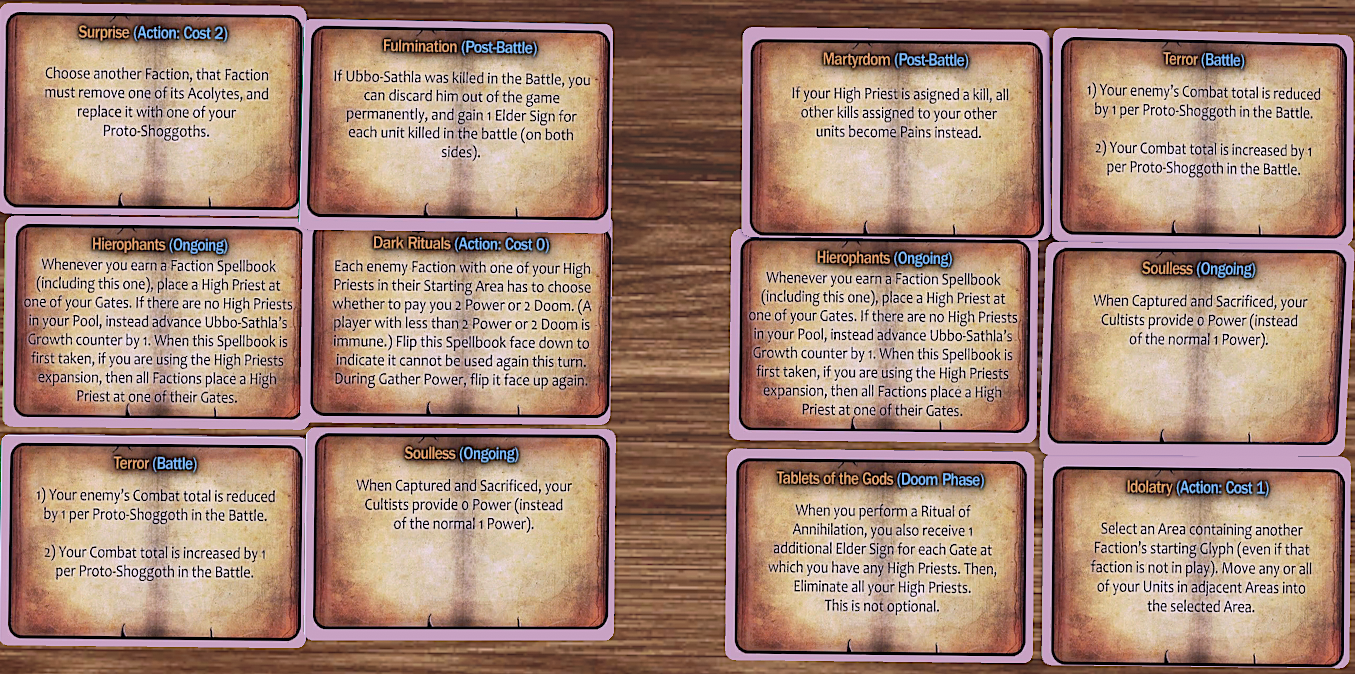 Surprise (Action: Cost 2)
Choose another Faction, that Faction
must remove one of its Acolytes, and
replace it with one of your
Proto-Shoggoths.
Fulmination (Post-Battle)
If Ubbo-Sathla was killed in the Battle, you
can discard him out of the game
permanently, and gain 1 Elder Sign for
each unit killed in the battle (on both
sides).
Hierophants (Ongoing)
Whenever you earn a Faction Spellbook
(including this one), place a High Priest at
one of your Gates. If there are no High Priests
in your Pool, instead advance Ubbo-Sathla's
Growth counter by 1. When this Spellbook is
first taken, if you are using the High Priests
expansion, then all Factions place a High
Priest at one of their Gates.
Dark Rituals (Action: Cost 0)
Each enemy Faction with one of your High
Priests in their Starting Area has to choose
whether to pay you 2 Power or 2 Doom. (A
player with less than 2 Power or 2 Doom is
immune.) Flip this Spellbook face down to
indicate it cannot be used again this turn.
During Gather Power, flip it face up again.
Terror (Battle)
1) Your enemy's Combat total is reduced
by 1 per Proto-Shoggoth in the Battle.
2) Your Combat total is increased by 1
per Proto-Shoggoth in the Battle.
Soulless (Ongoing)
When Captured and Sacrificed, your
Cultists provide 0 Power (instead
of the normal 1 Power).
Martyrdom (Post-Battle)
If your High Priest is asigned a kill, all
other kills assigned to your other
units become Pains instead.
Terror (Battle)
1) Your enemy's Combat total is reduced
by 1 per Proto-Shoggoth in the Battle.
2) Your Combat total is increased by 1
per Proto-Shoggoth in the Battle.
Hierophants (Ongoing)
Whenever you earn a Faction Spellbook
(including this one), place a High Priest at
one of your Gates. If there are no High Priests
in your Pool, instead advance Ubbo-Sathla's
Growth counter by 1. When this Spellbook is
first taken, if you are using the High Priests
expansion, then all Factions place a High
Priest at one of their Gates.
Soulless (Ongoing)
When Captured and Sacrificed, your
Cultists provide 0 Power (instead
of the normal 1 Power).
Tablets of the Gods (Doom Phase)
When you perform a Ritual of
Annihilation, you also receive 1
additional Elder Sign for each Gate at
which you have any High Priests. Then,
Eliminate all your High Priests.
This is not optional.
Idolatry (Action: Cost 1)
Select an Area containing another
Faction's starting Glyph (even if that
faction is not in play). Move any or all
of your Units in adjacent Areas into
the selected Area.